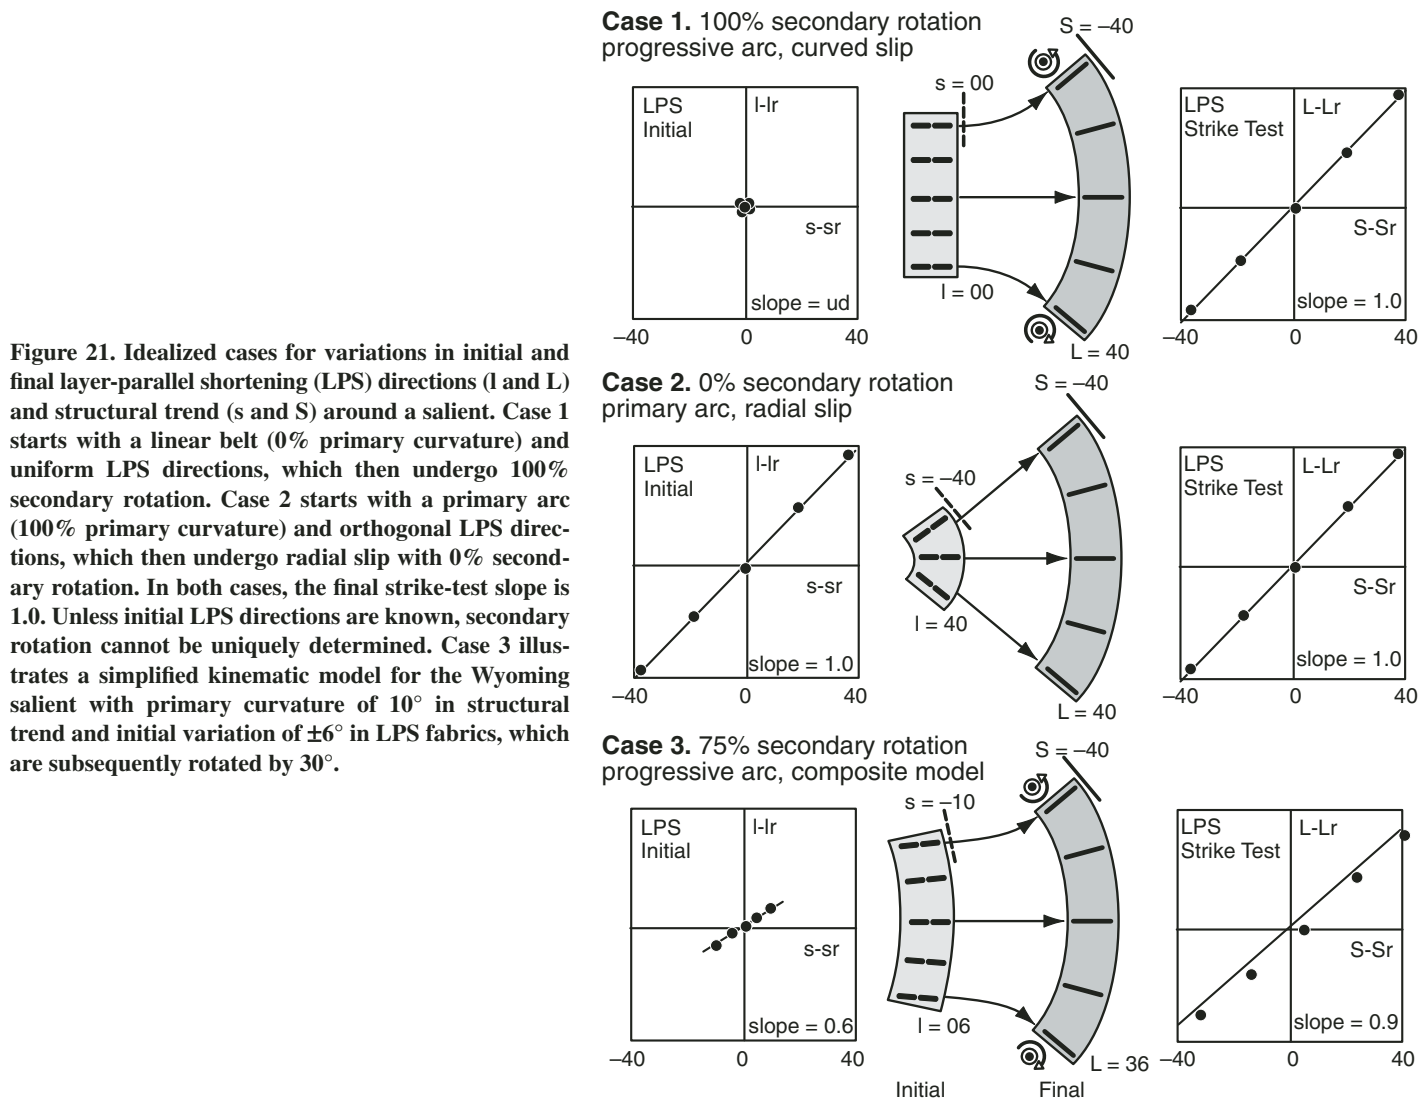 Figure 21. Idealized cases for variations in initial and
final layer-parallel shortening (LPS) directions (l and L)
and structural trend (s and S) around a salient. Case 1
starts with a linear belt (0% primary curvature) and
uniform LPS directions, which then undergo 100%
secondary rotation. Case 2 starts with a primary arc
(100% primary curvature) and orthogonal LPS direc-
tions, which then undergo radial slip with 0% second-
ary rotation. In both cases, the final strike-test slope is
1.0. Unless initial LPS directions are known, secondary
rotation cannot be uniquely determined. Case 3 illus-
trates a simplified kinematic model for the Wyoming
salient with primary curvature of 10° in structural
trend and initial variation of ±6° in LPS fabrics, which
are subsequently rotated by 30°.
Case 1. 100% secondary rotation
progressive arc, curved slip
LPS
Initial
l-lr
s-sr
slope = ud
–40 0 40
s = 00
l = 00
S = –40
L = 40
LPS
Strike Test
L-Lr
S-Sr
slope = 1.0
–40 0 40
Case 2. 0% secondary rotation
primary arc, radial slip
LPS
Initial
l-lr
s-sr
slope = 1.0
–40 0 40
s = –40
l = 40
S = –40
L = 40
LPS
Strike Test
L-Lr
S-Sr
slope = 1.0
–40 0 40
Case 3. 75% secondary rotation
progressive arc, composite model
LPS
Initial
l-lr
s-sr
slope = 0.6
–40 0 40
s = –10
l = 06
S = –40
L = 36
LPS
Strike Test
L-Lr
S-Sr
slope = 0.9
–40 0 40
Initial
Final